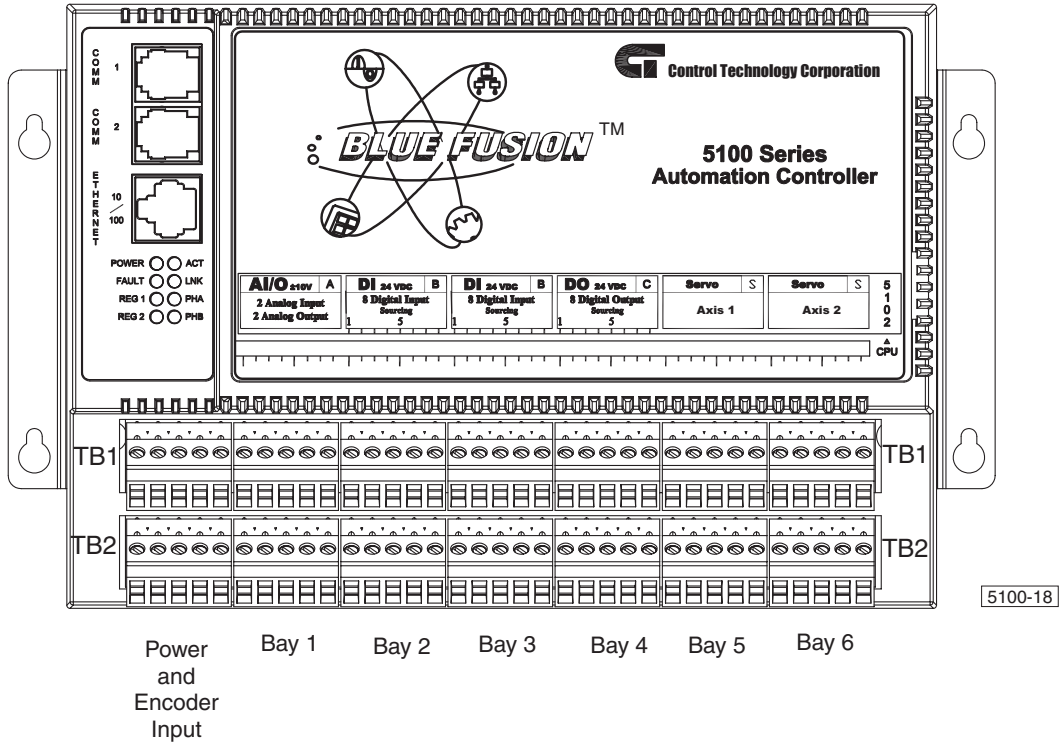 COMM 1
COMM 2
ETHERNET 10/100
POWER ACT
FAULT LNK
REG 1 PHA
REG 2 PHB
Control Technology Corporation
BLUE FUSION TM
5100 Series
Automation Controller
AI/O ±10V A
2 Analog Input
2 Analog Output
DI 24 VDC B
8 Digital Input
Sourcing
1 5
DI 24 VDC B
8 Digital Input
Sourcing
1 5
DO 24 VDC C
8 Digital Output
Sourcing
1 5
Servo S
Axis 1
Servo S
Axis 2
5102
CPU
TB1 TB1
TB2 TB2
5100-18
Power
and
Encoder
Input
Bay 1 Bay 2 Bay 3 Bay 4 Bay 5 Bay 6